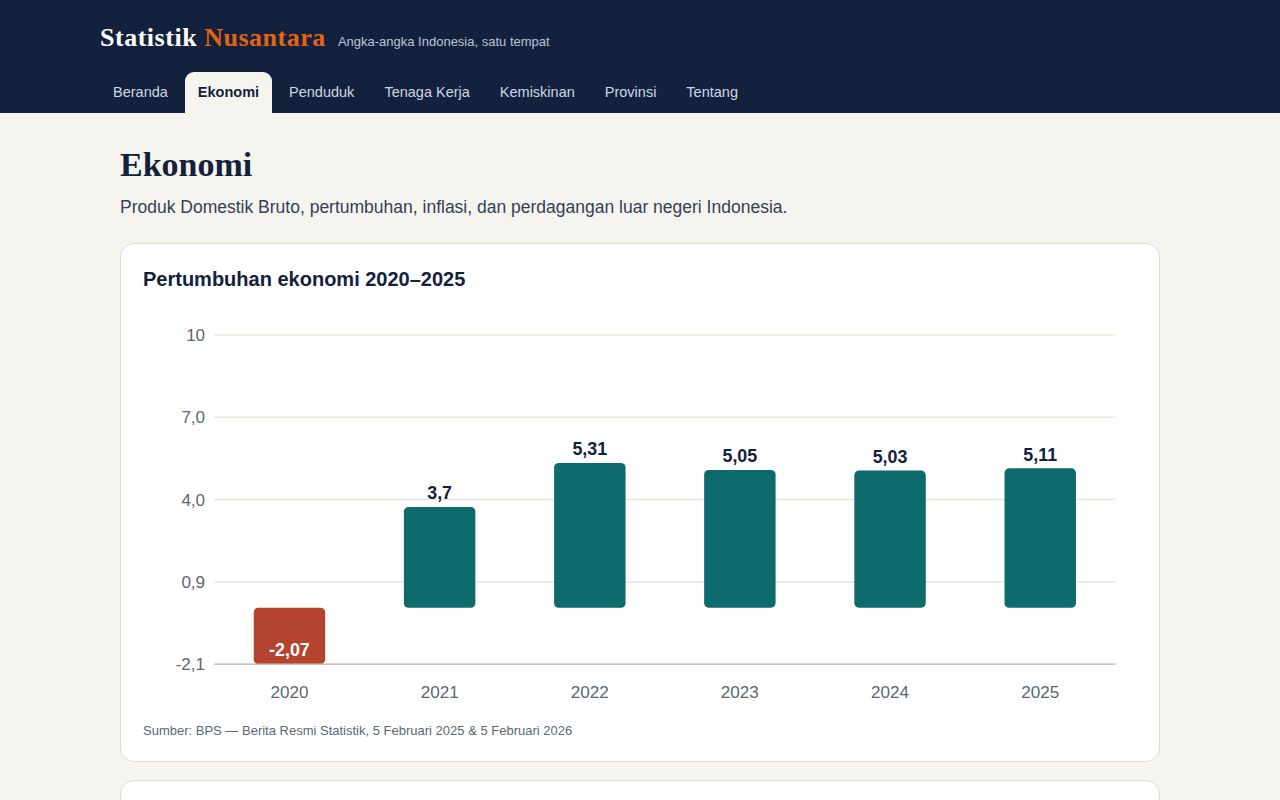 Statistik Nusantara Angka-angka Indonesia, satu tempat
Beranda Ekonomi Penduduk Tenaga Kerja Kemiskinan Provinsi Tentang
Ekonomi
Produk Domestik Bruto, pertumbuhan, inflasi, dan perdagangan luar negeri Indonesia.
Pertumbuhan ekonomi 2020–2025
10
7,0
5,31
5,05
5,03
5,11
3,7
4,0
0,9
-2,07
-2,1
2020 2021 2022 2023 2024 2025
Sumber: BPS — Berita Resmi Statistik, 5 Februari 2025 & 5 Februari 2026